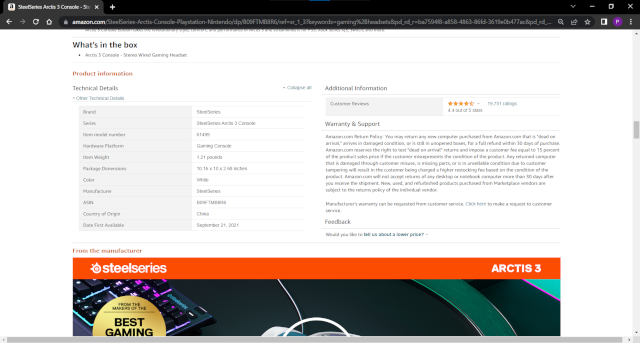 SteelSeries Arctis 3 Console - St
amazon.com/SteelSeries-Arctis-Console-Playstation-Nintendo/dp/B09FTMBBR6/ref=sr_1_3?keywords=gaming%2Bheadsets&pd_rd_r=
What's in the box
Arctis 3 Console - Stereo Wired Gaming Headset
Product information
Technical Details
Collapse all
Other Technical Details
Brand SteelSeries
Series SteelSeries Arctis 3 Console
Item model number 61499
Hardware Platform Gaming Console
Item Weight 1.21 pounds
Package Dimensions 10.16 x 10 x 2.60 inches
Color White
Manufacturer SteelSeries
ASIN
Country of Origin China
Date First Available September 21, 2021
Additional Information
Customer Reviews 19,751 ratings
4.4 out of 5 stars
Warranty & Support
Amazon.com Return Policy: You may return any new computer purchased from Amazon.com that is "dead on
arrival," arrives in damaged condition, or is still in unopened boxes, for a full refund within 30 days of purchase.
Amazon.com reserves the right to test "dead on arrival" returns and impose a customer fee equal to 15 percent
of the product sales price if the customer misrepresents the condition of the product. Any returned computer
that is damaged through customer misuse, is missing parts, or is in unsellable condition due to customer
tampering will result in the customer being charged a higher restocking fee based on the condition of the
product. Amazon.com will not accept returns of any desktop or notebook computer more than 30 days after
you receive the shipment. New, used, and refurbished products purchased from Marketplace vendors are
subject to the returns policy of the individual vendor.
Manufacturer's warranty can be requested from customer service. Click here to make a request to customer
service.
Feedback
Would you like to tell us about a lower price?
From the manufacturer
steelseries
ARCTIS 3
FROM THE
MAKERS OF THE
BEST
GAMING